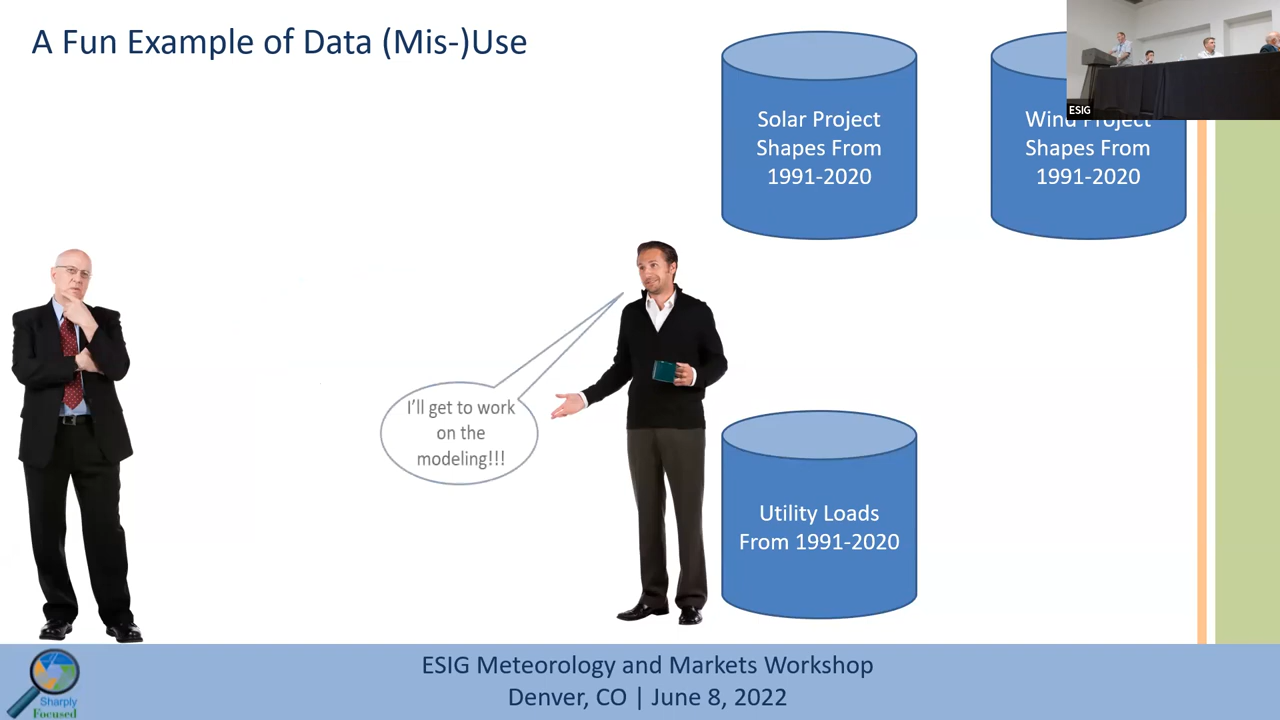 A Fun Example of Data (Mis-)Use
Solar Project
Shapes From
1991-2020
Wind Project
Shapes From
1991-2020
ESIG
I'll get to work
on the
modeling!!!
Utility Loads
From 1991-2020
ESIG Meteorology and Markets Workshop
Denver, CO | June 8, 2022
Sharply
Focused